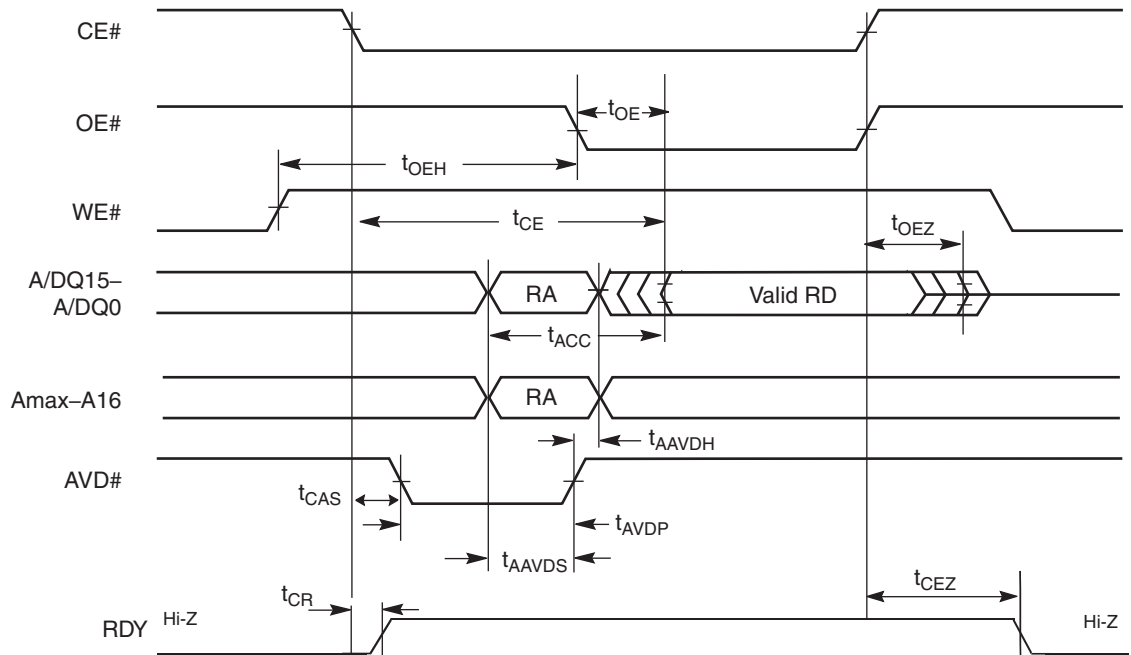 CE#
OE#
tOE
tOEH
WE#
tCE
tOEZ
A/DQ15–
A/DQ0
RA
Valid RD
tACC
Amax–A16
RA
tAAVDH
AVD#
tCAS
tAVDP
tAAVDS
tCEZ
tCR
RDY
Hi-Z
Hi-Z